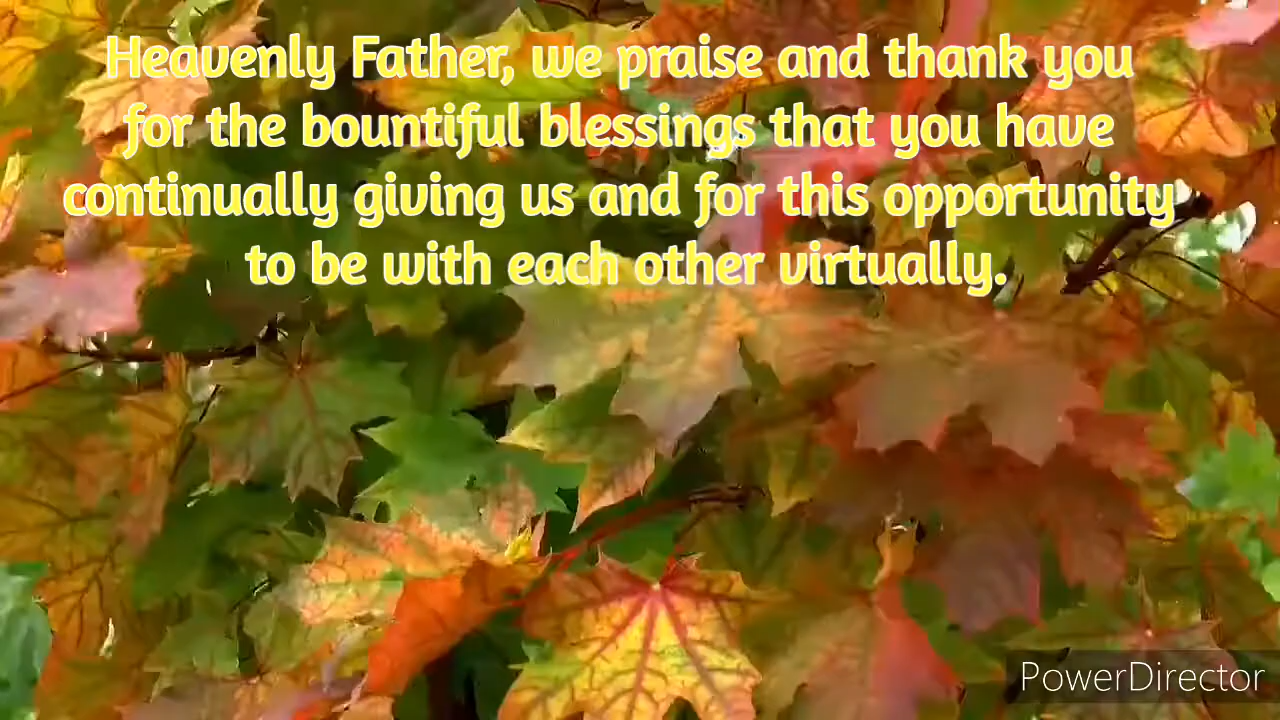 Heavenly Father, we praise and thank you
for the bountiful blessings that you have
continually giving us and for this opportunity
to be with each other virtually.
PowerDirector